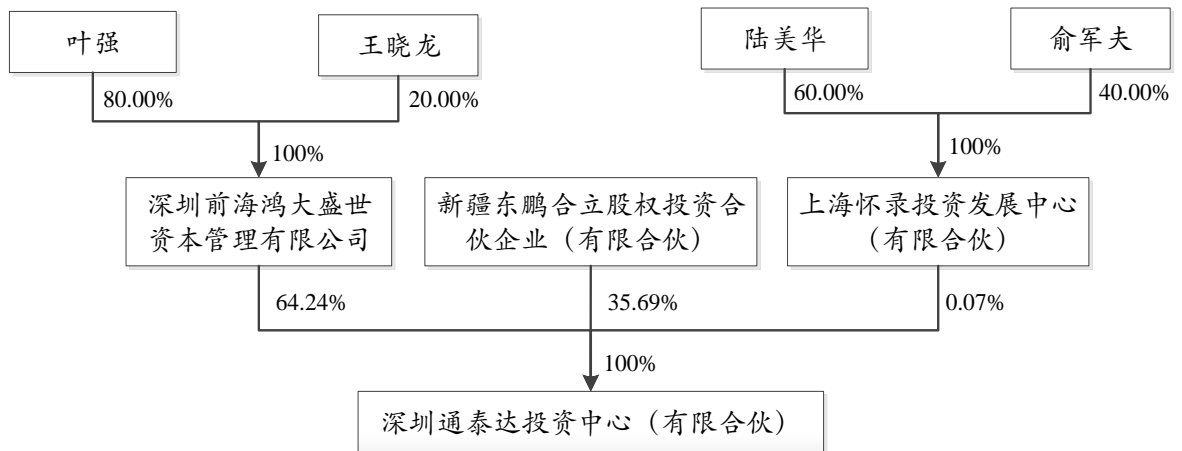 叶强
王晓龙
陆美华
俞军夫
80.00%
20.00%
60.00%
40.00%
100%
100%
深圳前海鸿大盛世
资本管理有限公司
新疆东鹏合立股权投资合
伙企业（有限合伙）
上海怀录投资发展中心
（有限合伙）
64.24%
35.69%
0.07%
100%
深圳通泰达投资中心（有限合伙）